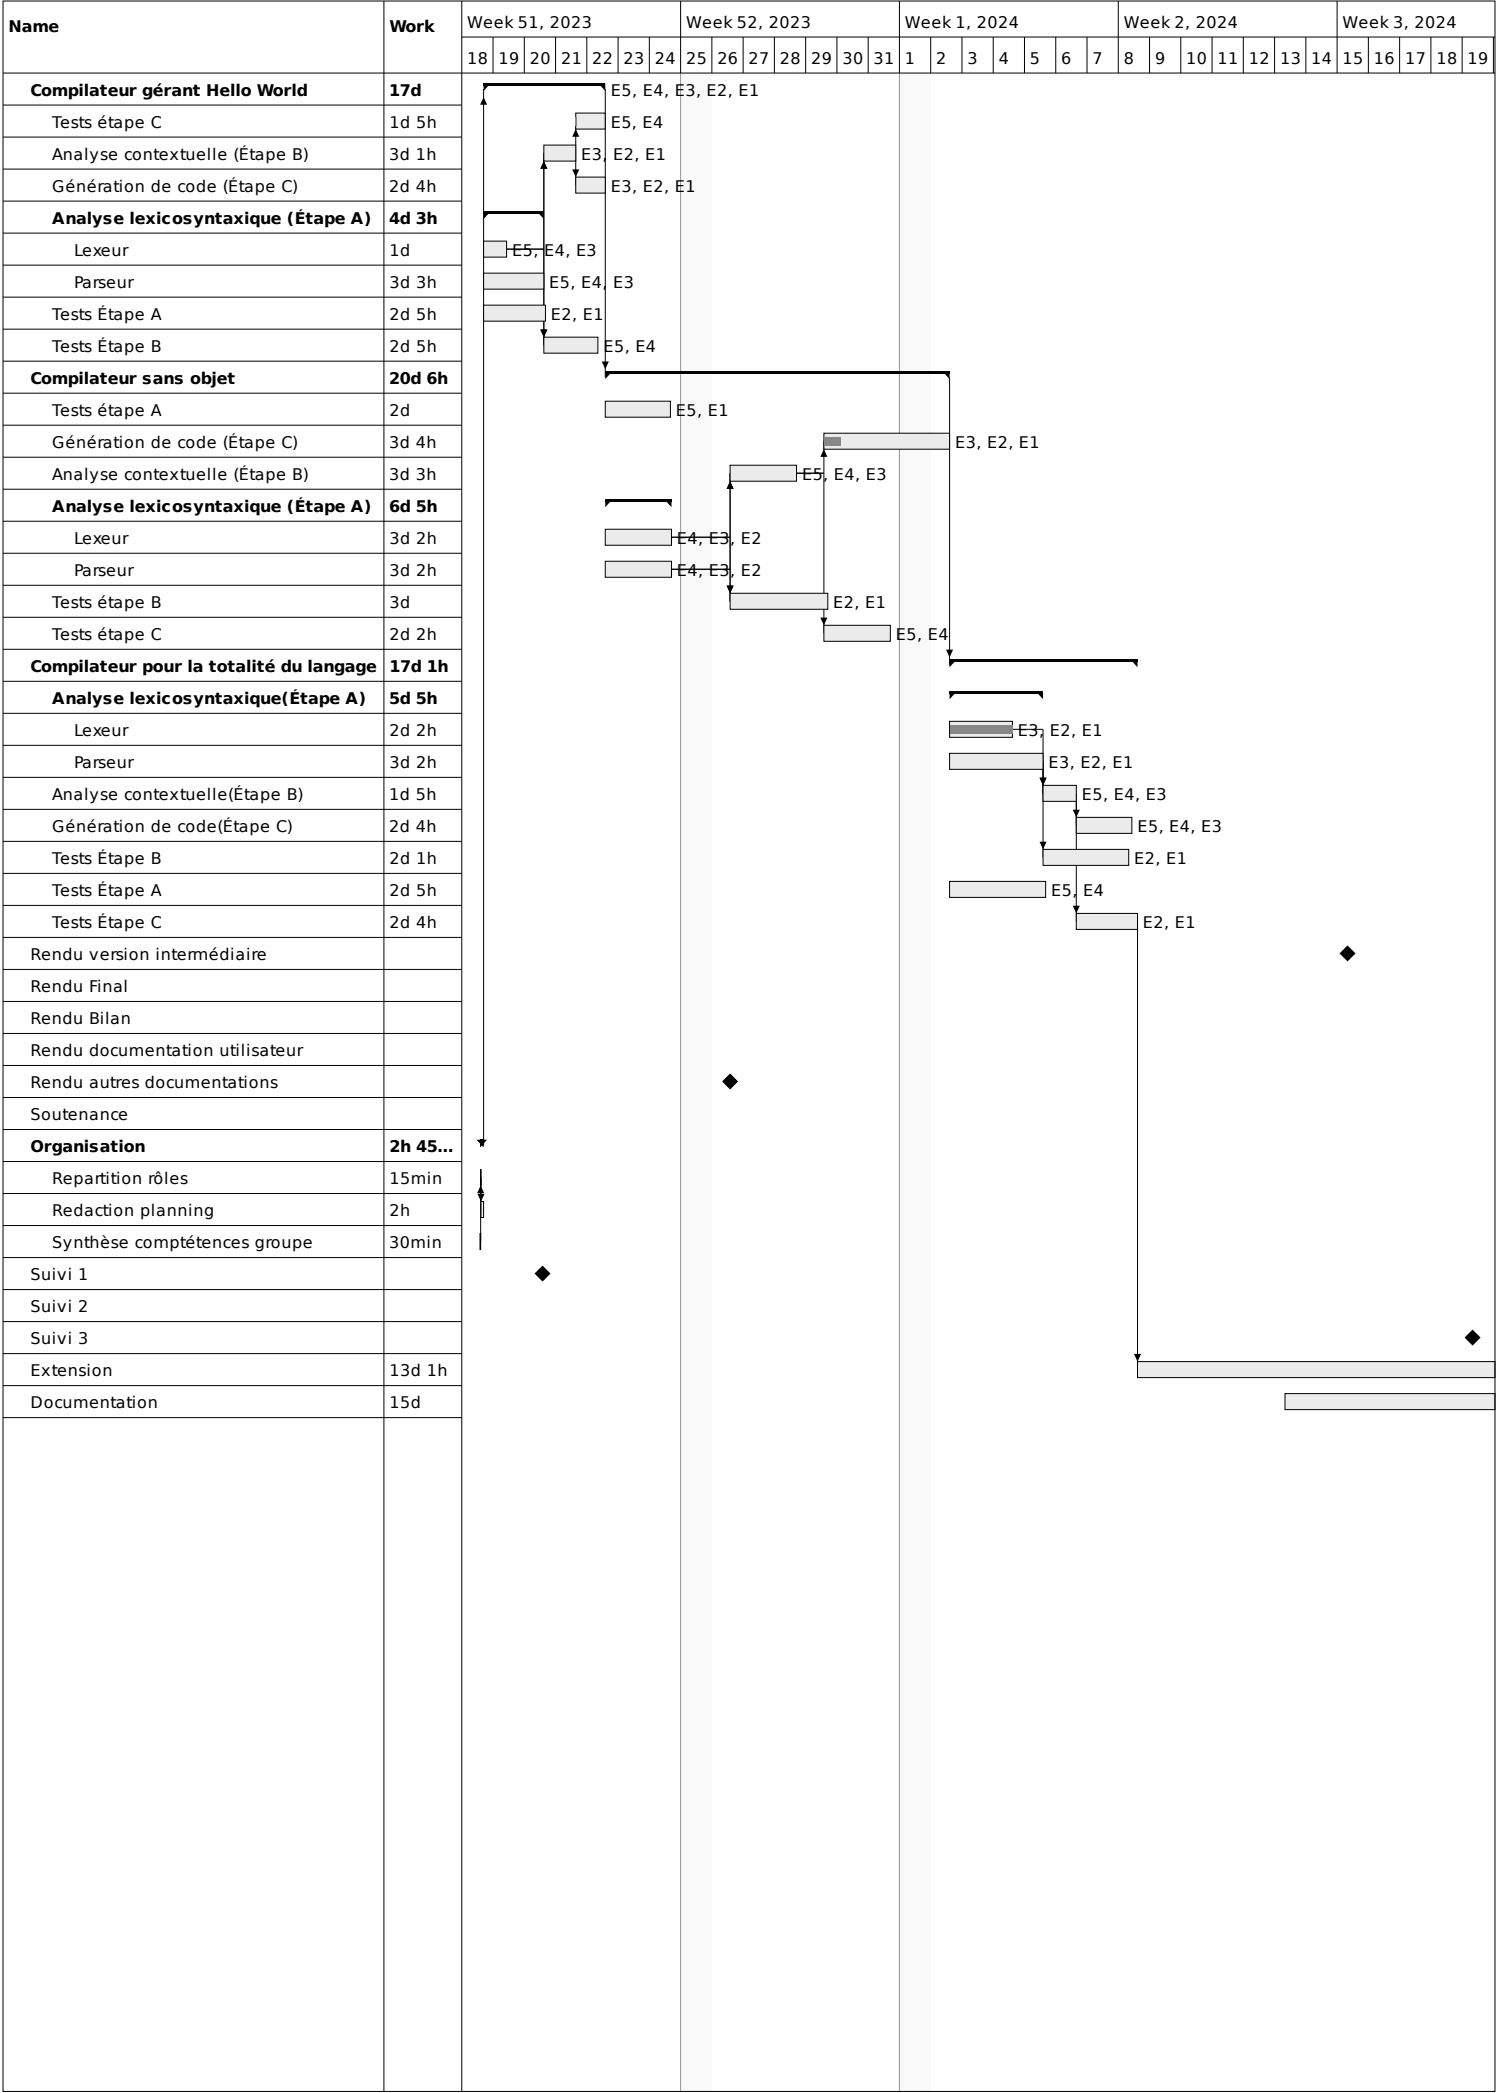 Name Work Week 51, 2023 Week 52, 2023 Week 1, 2024 Week 2, 2024 Week 3, 2024
18 19 20 21 22 23 24 25 26 27 28 29 30 31 1 2 3 4 5 6 7 8 9 10 11 12 13 14 15 16 17 18 19
Compilateur gérant Hello World 17d E5, E4, E3, E2, E1
Tests étape C 1d 5h E5, E4
Analyse contextuelle (Étape B) 3d 1h E3, E2, E1
Génération de code (Étape C) 2d 4h E3, E2, E1
Analyse lexicosyntaxique (Étape A) 4d 3h
Lexeur 1d E5, E4, E3
Parseur 3d 3h E5, E4, E3
Tests Étape A 2d 5h E2, E1
Tests Étape B 2d 5h E5, E4
Compilateur sans objet 20d 6h
Tests étape A 2d E5, E1
Génération de code (Étape C) 3d 4h E3, E2, E1
Analyse contextuelle (Étape B) 3d 3h E5, E4, E3
Analyse lexicosyntaxique (Étape A) 6d 5h
Lexeur 3d 2h E4, E3, E2
Parseur 3d 2h E4, E3, E2
Tests étape B 3d E2, E1
Tests étape C 2d 2h E5, E4
Compilateur pour la totalité du langage 17d 1h
Analyse lexicosyntaxique(Étape A) 5d 5h
Lexeur 2d 2h E3, E2, E1
Parseur 3d 2h E3, E2, E1
Analyse contextuelle(Étape B) 1d 5h E5, E4, E3
Génération de code(Étape C) 2d 4h E5, E4, E3
Tests Étape B 2d 1h E2, E1
Tests Étape A 2d 5h E5, E4
Tests Étape C 2d 4h E2, E1
Rendu version intermédiaire
Rendu Final
Rendu Bilan
Rendu documentation utilisateur
Rendu autres documentations
Soutenance
Organisation 2h 45...
Repartition rôles 15min
Redaction planning 2h
Synthèse comptétences groupe 30min
Suivi 1
Suivi 2
Suivi 3
Extension 13d 1h
Documentation 15d